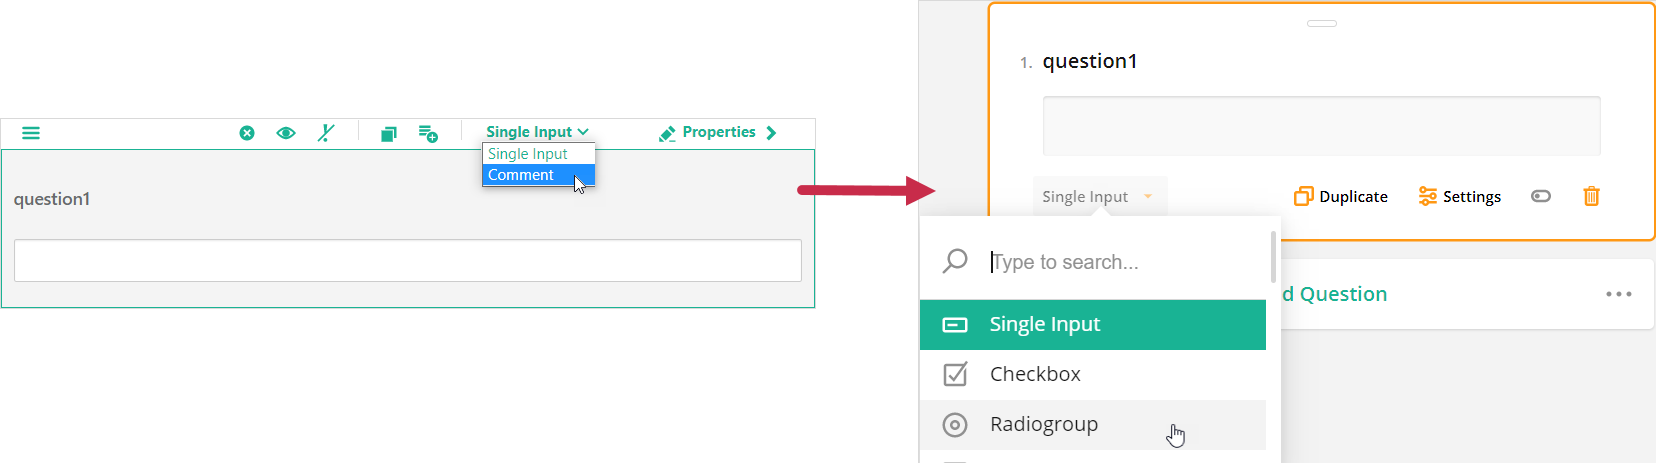 Single Input
Properties
Single Input
Comment
question1
1. question1
Single Input
Duplicate
Settings
Type to search...
Single Input
d Question
Checkbox
Radiogroup